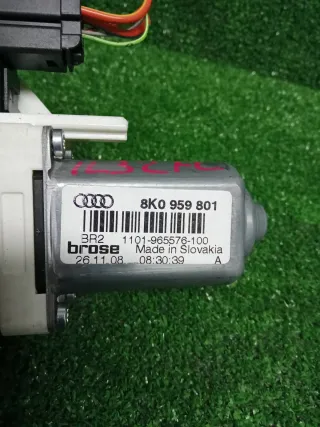 8K0 959 801
BR2 1101-965576-100
brose Made in Slovakia
26.11.08 08:30:39 A